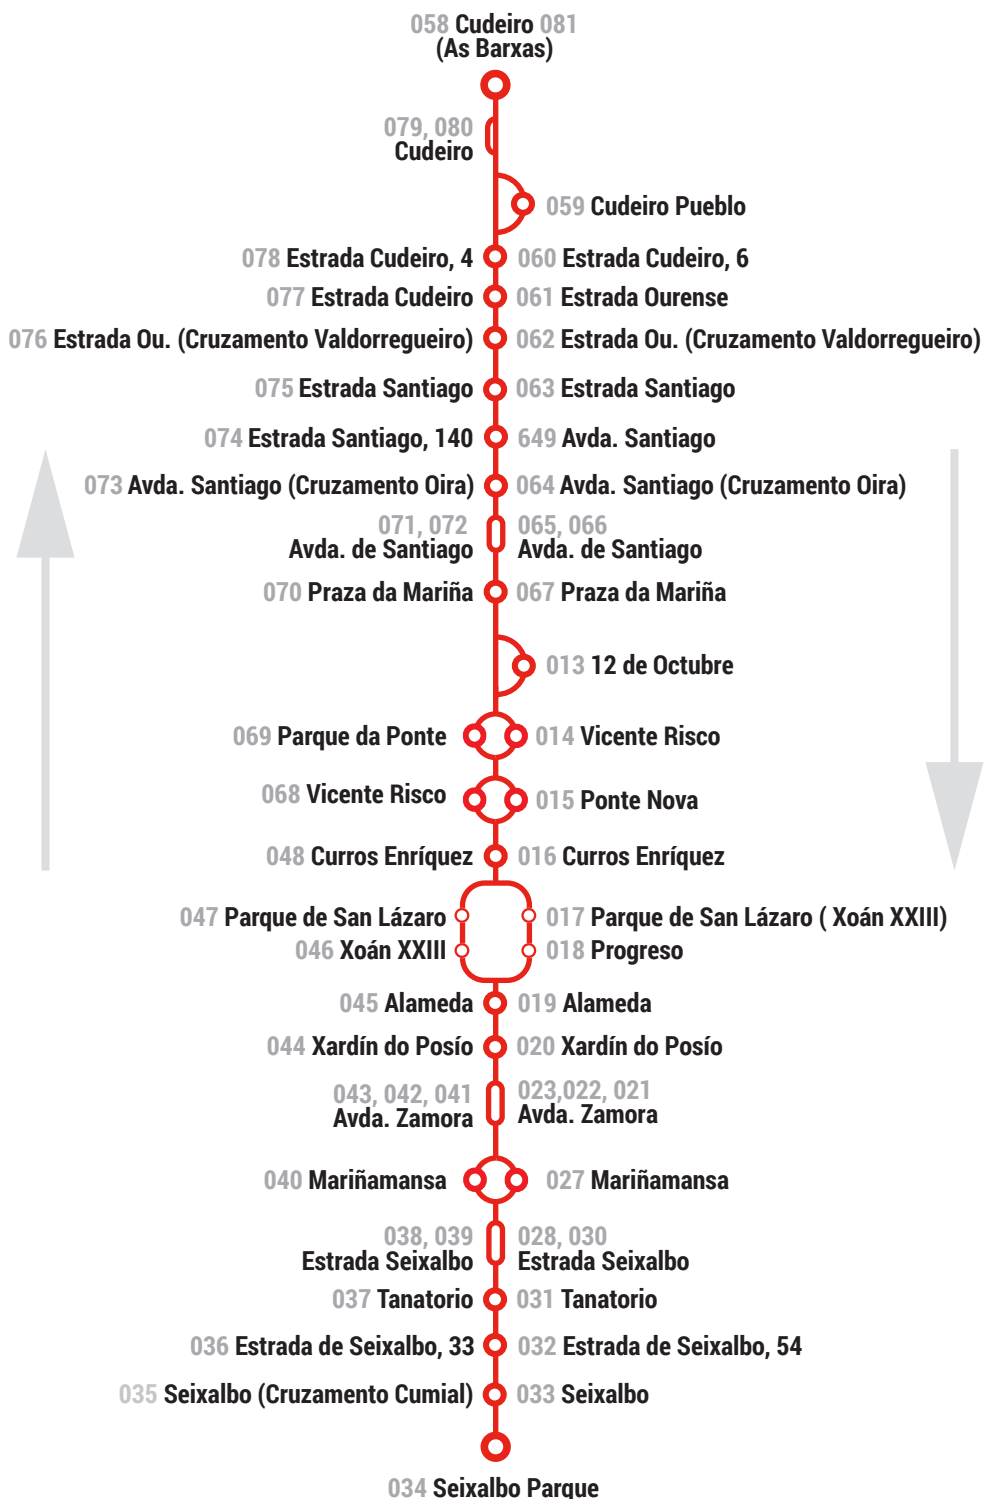 058 Cudeiro 081
(As Barxas)
079, 080
Cudeiro
059 Cudeiro Pueblo
078 Estrada Cudeiro, 4 060 Estrada Cudeiro, 6
077 Estrada Cudeiro 061 Estrada Ourense
076 Estrada Ou. (Cruzamento Valdorregueiro) 062 Estrada Ou. (Cruzamento Valdorregueiro)
075 Estrada Santiago 063 Estrada Santiago
074 Estrada Santiago, 140 649 Avda. Santiago
073 Avda. Santiago (Cruzamento Oira) 064 Avda. Santiago (Cruzamento Oira)
071, 072 065, 066
Avda. de Santiago Avda. de Santiago
070 Praza da Mariña 067 Praza da Mariña
013 12 de Octubre
069 Parque da Ponte 014 Vicente Risco
068 Vicente Risco 015 Ponte Nova
048 Curros Enríquez 016 Curros Enríquez
047 Parque de San Lázaro 017 Parque de San Lázaro ( Xoán XXIII)
046 Xoán XXIII 018 Progreso
045 Alameda 019 Alameda
044 Xardín do Posío 020 Xardín do Posío
043, 042, 041 023,022, 021
Avda. Zamora Avda. Zamora
040 Mariñamansa 027 Mariñamansa
038, 039 028, 030
Estrada Seixalbo Estrada Seixalbo
037 Tanatorio 031 Tanatorio
036 Estrada de Seixalbo, 33 032 Estrada de Seixalbo, 54
035 Seixalbo (Cruzamento Cumial) 033 Seixalbo
034 Seixalbo Parque